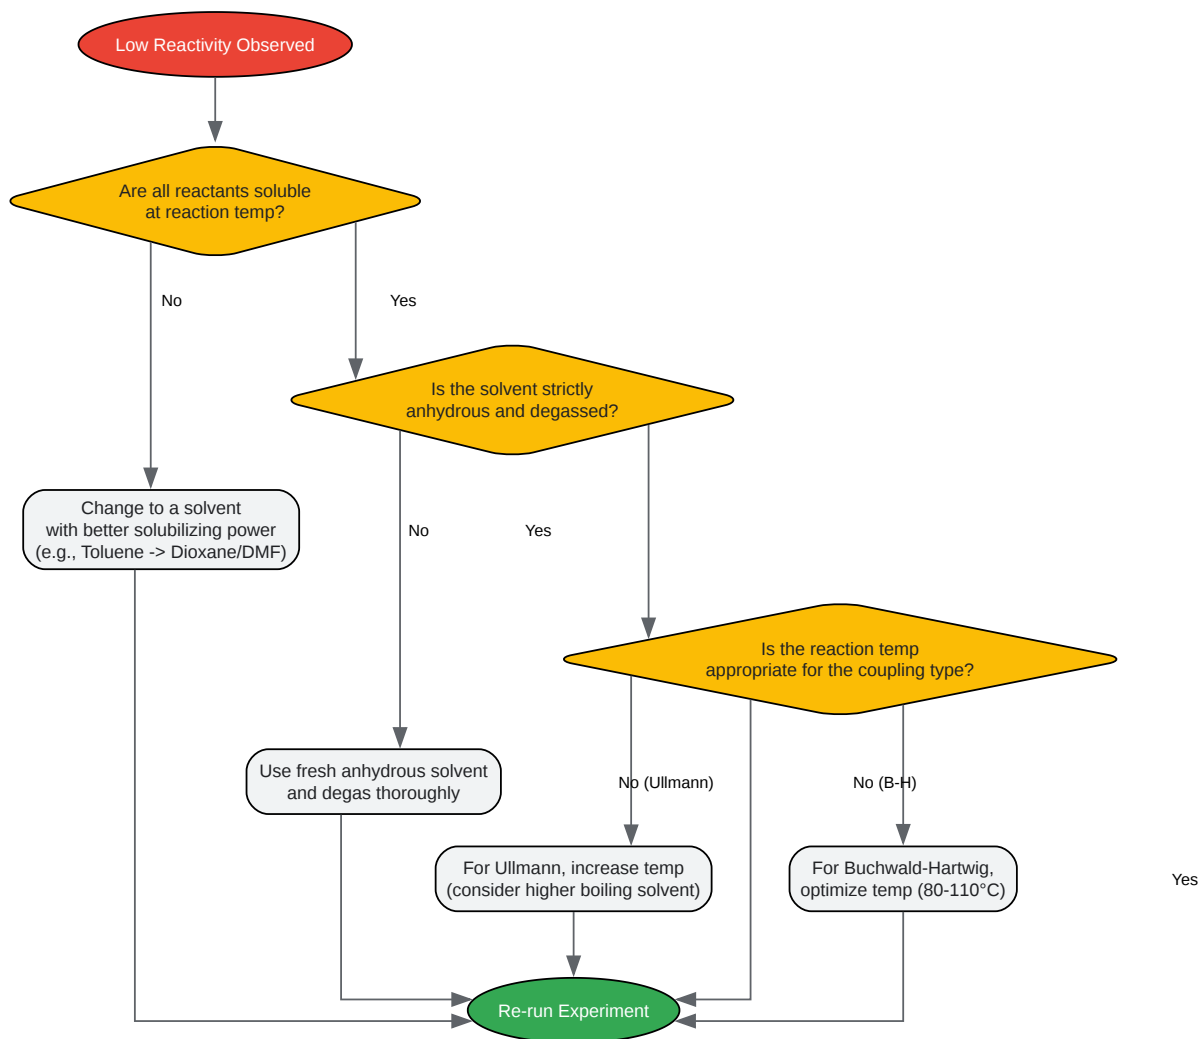 Low Reactivity Observed
Are all reactants soluble
at reaction temp?
No
Yes
Is the solvent strictly
anhydrous and degassed?
Change to a solvent
with better solubilizing power
(e.g., Toluene -> Dioxane/DMF)
No
Yes
Is the reaction temp
appropriate for the coupling type?
Use fresh anhydrous solvent
and degas thoroughly
No (Ullmann)
No (B-H)
For Ullmann, increase temp
(consider higher boiling solvent)
For Buchwald-Hartwig,
optimize temp (80-110°C)
Yes
Re-run Experiment